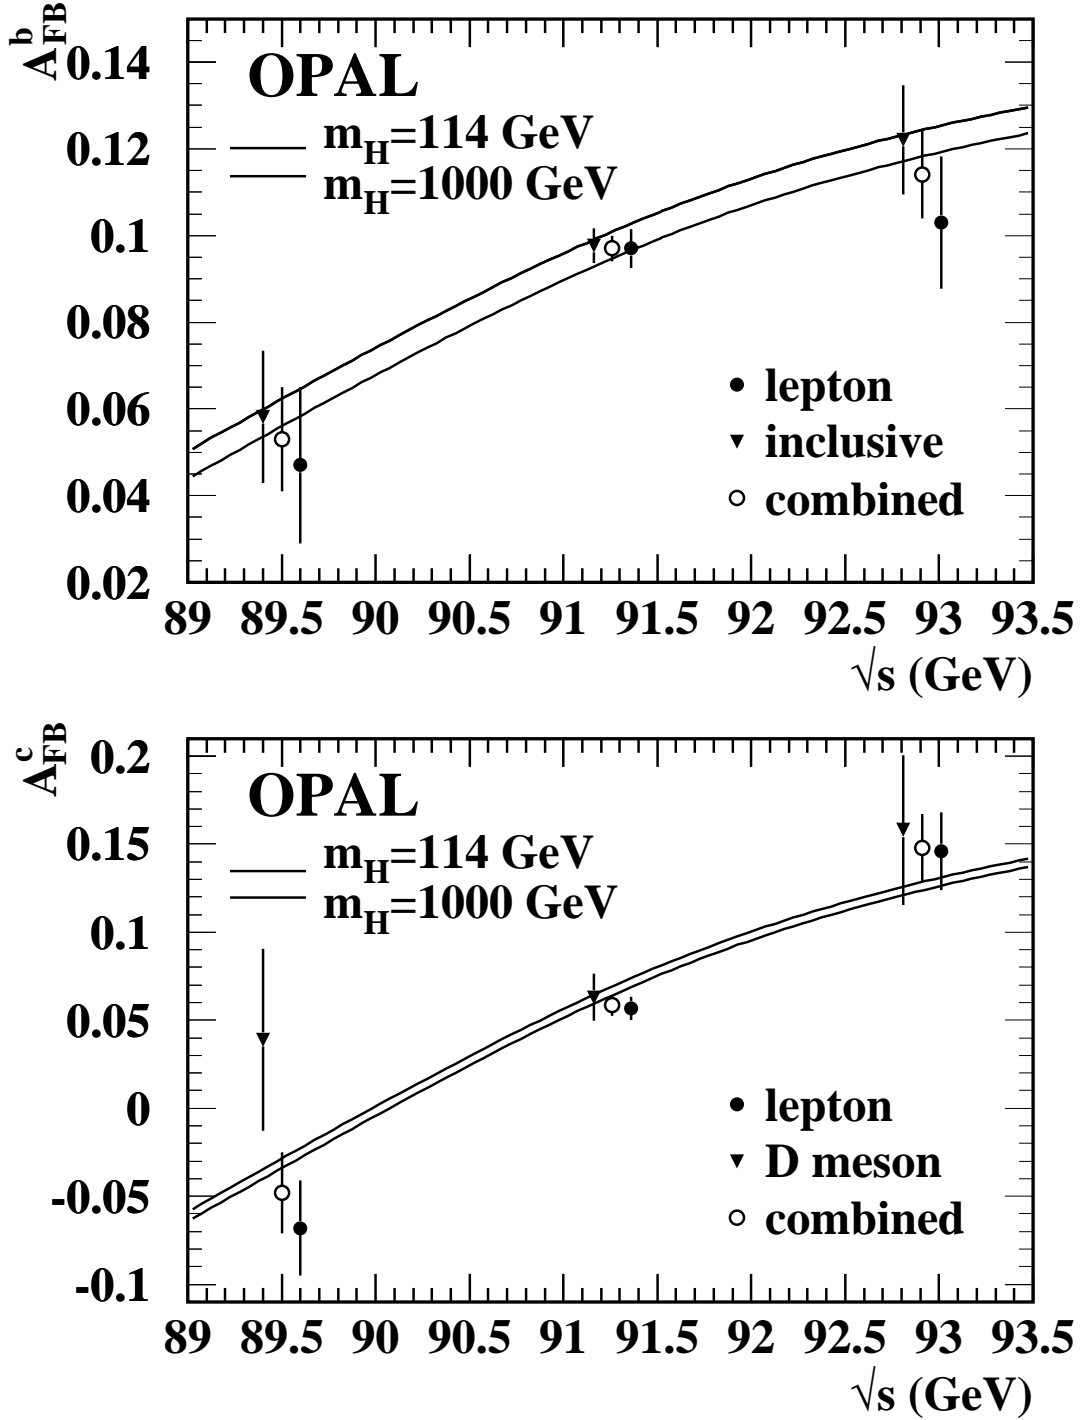 A^b_FB
0.14
0.12
0.1
0.08
0.06
0.04
0.02
OPAL
m_H=114 GeV
m_H=1000 GeV
lepton
inclusive
combined
89 89.5 90 90.5 91 91.5 92 92.5 93 93.5
√s (GeV)
A^c_FB
0.2
0.15
0.1
0.05
0
-0.05
-0.1
OPAL
m_H=114 GeV
m_H=1000 GeV
lepton
D meson
combined
89 89.5 90 90.5 91 91.5 92 92.5 93 93.5
√s (GeV)